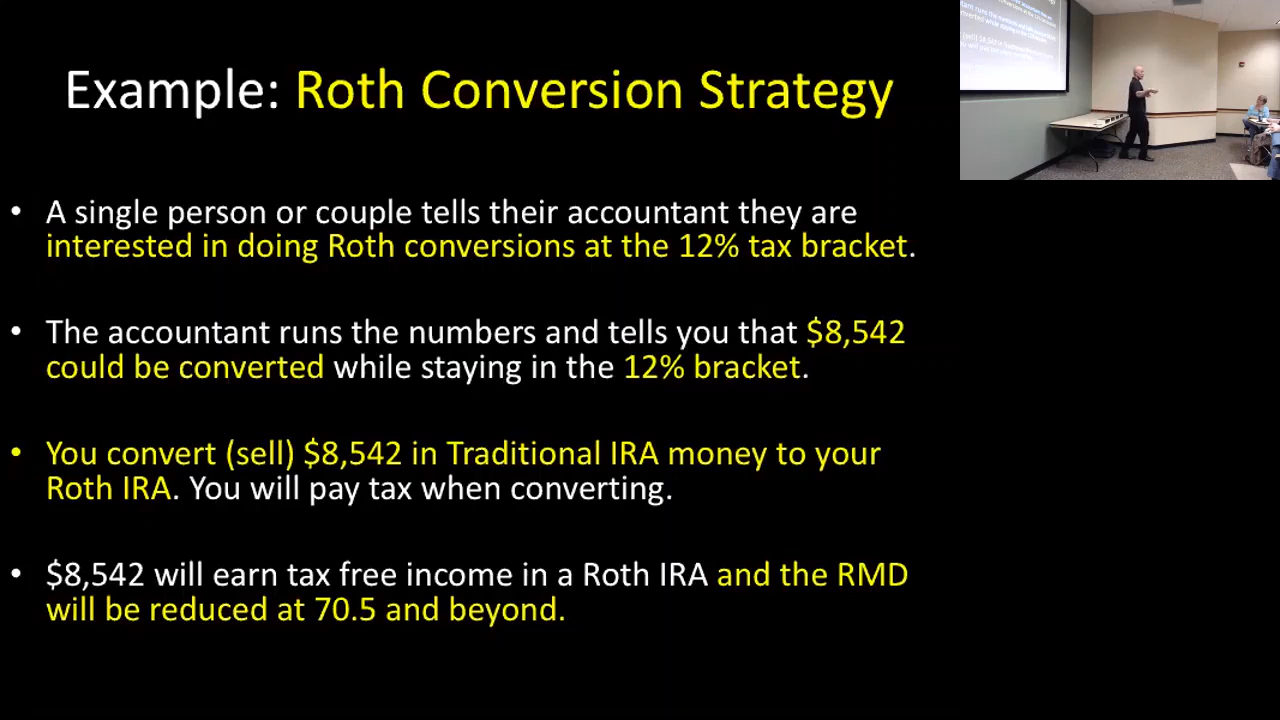 Example: Roth Conversion Strategy
• A single person or couple tells their accountant they are
interested in doing Roth conversions at the 12% tax bracket.
• The accountant runs the numbers and tells you that $8,542
could be converted while staying in the 12% bracket.
• You convert (sell) $8,542 in Traditional IRA money to your
Roth IRA. You will pay tax when converting.
• $8,542 will earn tax free income in a Roth IRA and the RMD
will be reduced at 70.5 and beyond.